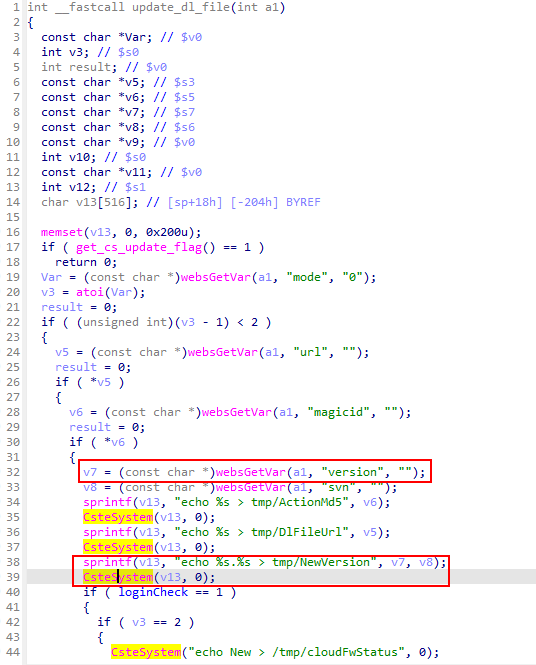 1 int __fastcall update_dl_file(int a1)
2 {
3 const char *Var; // $v0
4 int v3; // $s0
5 int result; // $v0
6 const char *v5; // $s3
7 const char *v6; // $s5
8 const char *v7; // $s7
9 const char *v8; // $s6
10 const char *v9; // $v0
11 int v10; // $s0
12 const char *v11; // $v0
13 int v12; // $s1
14 char v13[516]; // [sp+18h] [-204h] BYREF
15
16 memset(v13, 0, 0x200u);
17 if ( get_cs_update_flag() == 1 )
18 return 0;
19 Var = (const char *)websGetVar(a1, "mode", "0");
20 v3 = atoi(Var);
21 result = 0;
22 if ( (unsigned int)(v3 - 1) < 2 )
23 {
24 v5 = (const char *)websGetVar(a1, "url", "");
25 result = 0;
26 if ( *v5 )
27 {
28 v6 = (const char *)websGetVar(a1, "magicid", "");
29 result = 0;
30 if ( *v6 )
31 {
32 v7 = (const char *)websGetVar(a1, "version", "");
33 v8 = (const char *)websGetVar(a1, "svn", "");
34 sprintf(v13, "echo %s > tmp/ActionMd5", v6);
35 CsteSystem(v13, 0);
36 sprintf(v13, "echo %s > tmp/DlFileUrl", v5);
37 CsteSystem(v13, 0);
38 sprintf(v13, "echo %s.%s > tmp/NewVersion", v7, v8);
39 CsteSystem(v13, 0);
40 if ( loginCheck == 1 )
41 {
42 if ( v3 == 2 )
43 {
44 CsteSystem("echo New > /tmp/cloudFwStatus", 0);